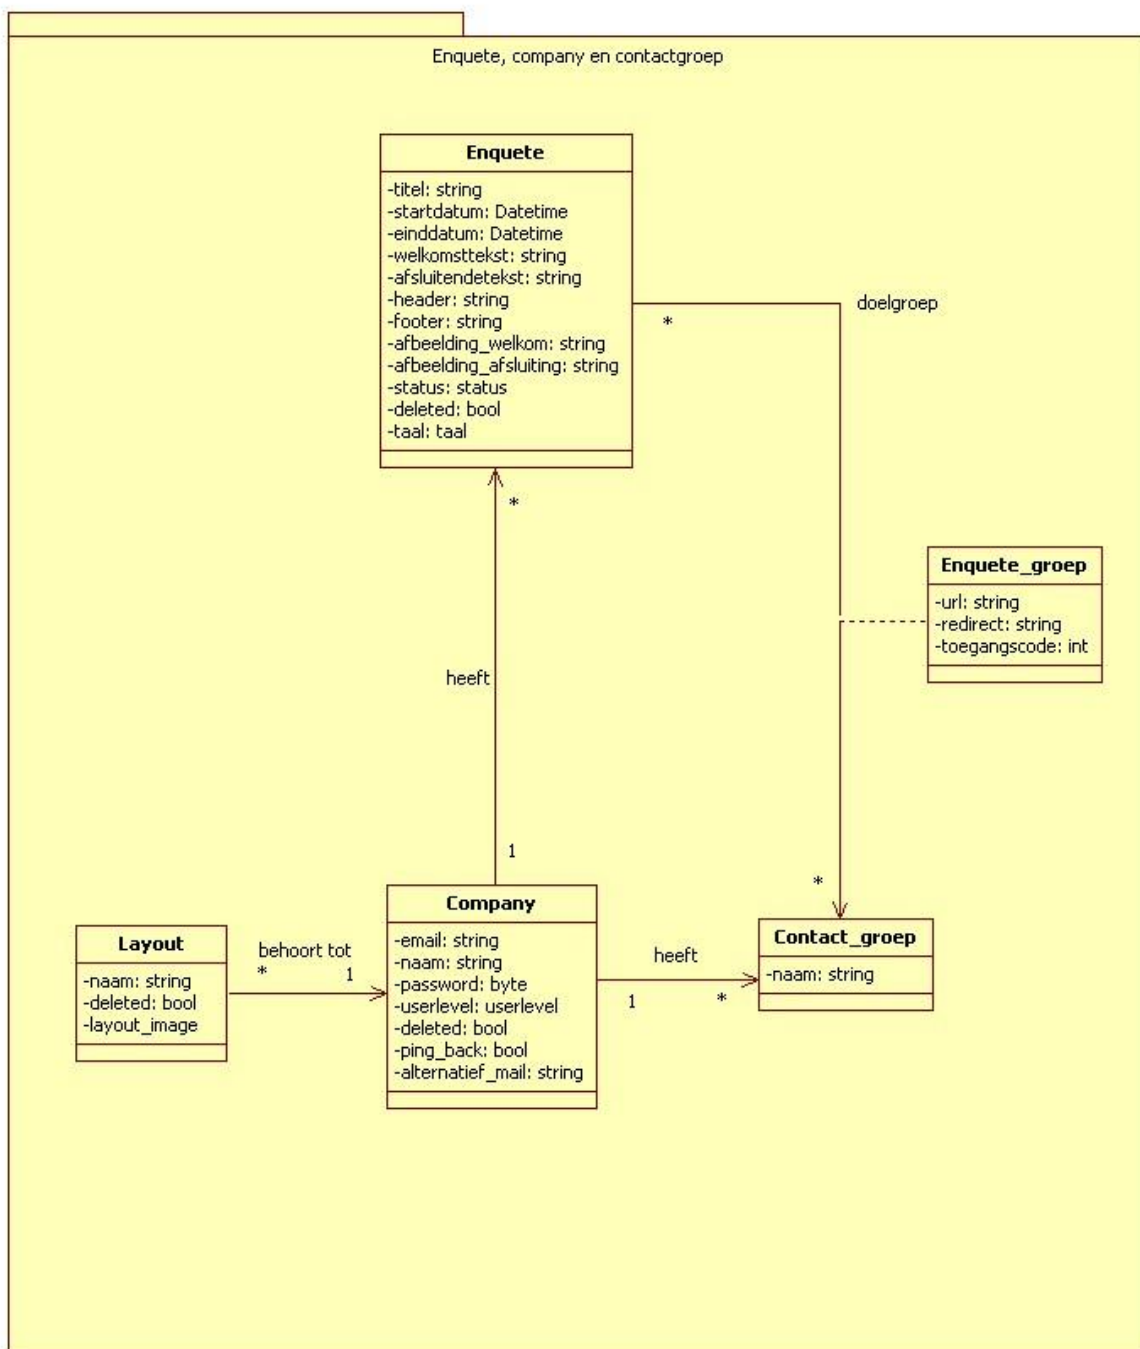 Enquete, company en contactgroep
Enquete
-titel: string
-startdatum: Datetime
-einddatum: Datetime
-welkomsttekst: string
-afsluitendetekst: string
-header: string
-footer: string
-afbeelding_welkom: string
-afbeelding_afsluiting: string
-status: status
-deleted: bool
-taal: taal
*
doelgroep
*
Enquete_groep
-url: string
-redirect: string
-toegangscode: int
heeft
1
*
Company
-email: string
-naam: string
-password: byte
-userlevel: userlevel
-deleted: bool
-ping_back: bool
-alternatief_mail: string
Layout
-naam: string
-deleted: bool
-layout_image
behoort tot
*
1
heeft
1
*
Contact_groep
-naam: string